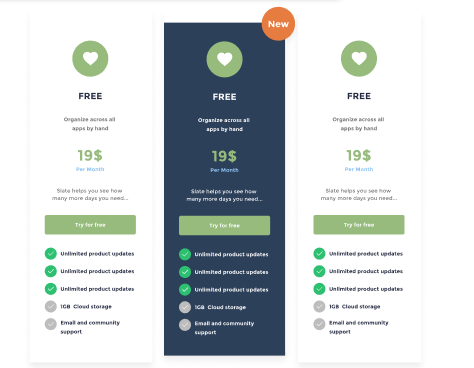 New
FREE
Organize across all
apps by hand
19$
Per Month
Slate helps you see how
many more days you need...
Try for free
Unlimited product updates
Unlimited product updates
Unlimited product updates
1GB Cloud storage
Email and community
support
FREE
Organize across all
apps by hand
19$
Per Month
Slate helps you see how
many more days you need...
Try for free
Unlimited product updates
Unlimited product updates
Unlimited product updates
1GB Cloud storage
Email and community
support
FREE
Organize across all
apps by hand
19$
Per Month
Slate helps you see how
many more days you need...
Try for free
Unlimited product updates
Unlimited product updates
Unlimited product updates
1GB Cloud storage
Email and community
support